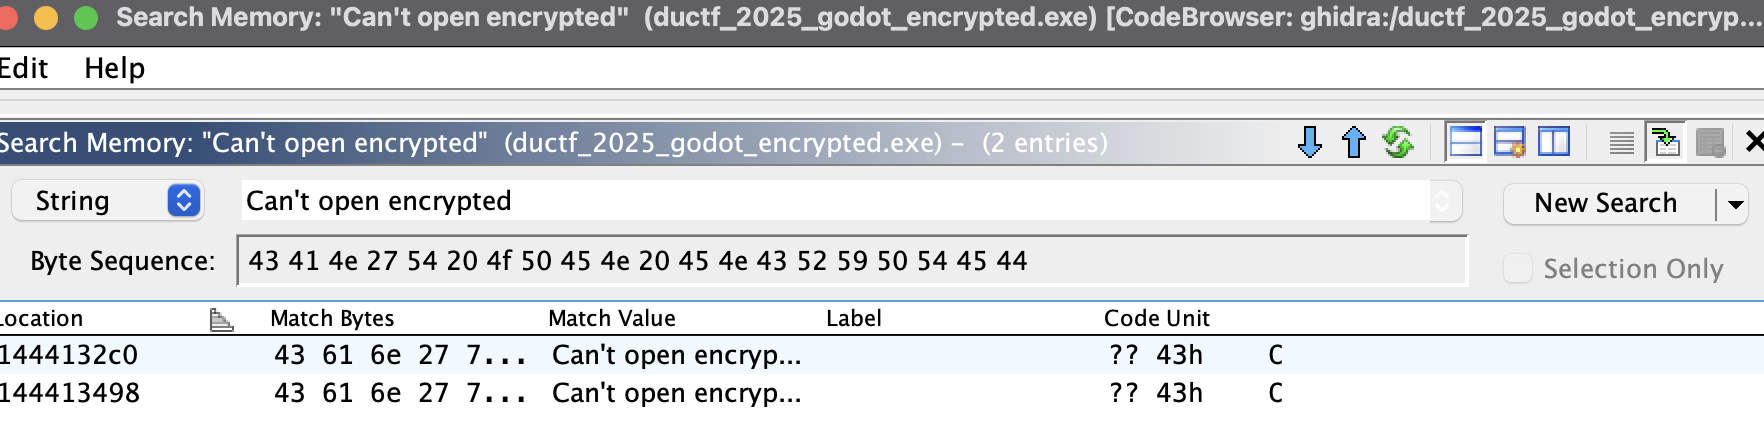 Search Memory: "Can't open encrypted"  (ductf_2025_godot_encrypted.exe) [CodeBrowser: ghidra:/ductf_2025_godot_encryp...
Edit Help
Search Memory: "Can't open encrypted"  (ductf_2025_godot_encrypted.exe) –  (2 entries)
String Can't open encrypted New Search
Byte Sequence: 43 41 4e 27 54 20 4f 50 45 4e 20 45 4e 43 52 59 50 54 45 44 Selection Only
Location Match Bytes Match Value Label Code Unit
1444132c0 43 61 6e 27 7... Can't open encryp... ?? 43h C
144413498 43 61 6e 27 7... Can't open encryp... ?? 43h C